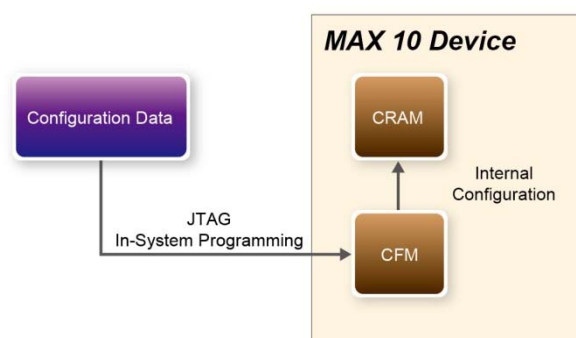 MAX 10 Device
Configuration Data
CRAM
Internal
Configuration
JTAG
In-System Programming
CFM